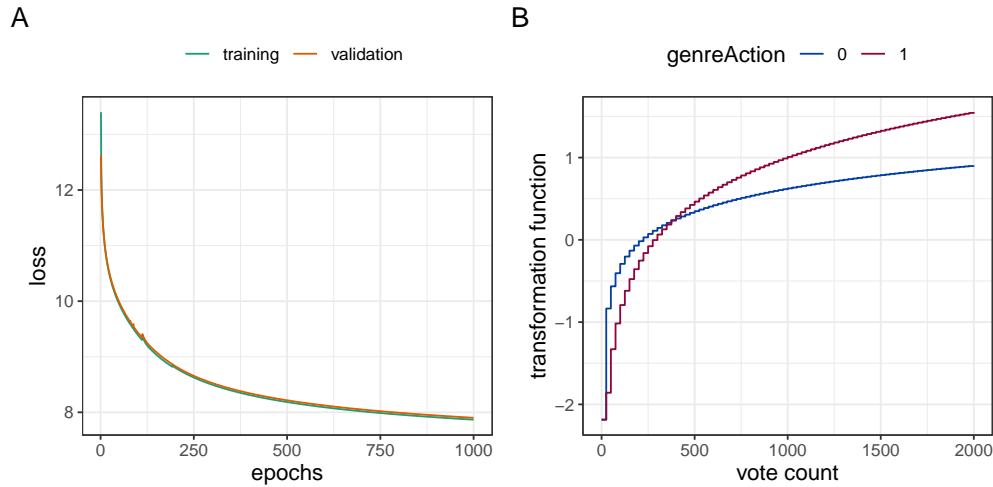 A
training validation
loss
12
10
8
0 250 500 750 1000
epochs
B
genreAction 0 1
transformation function
1
0
−1
−2
0 500 1000 1500 2000
vote count